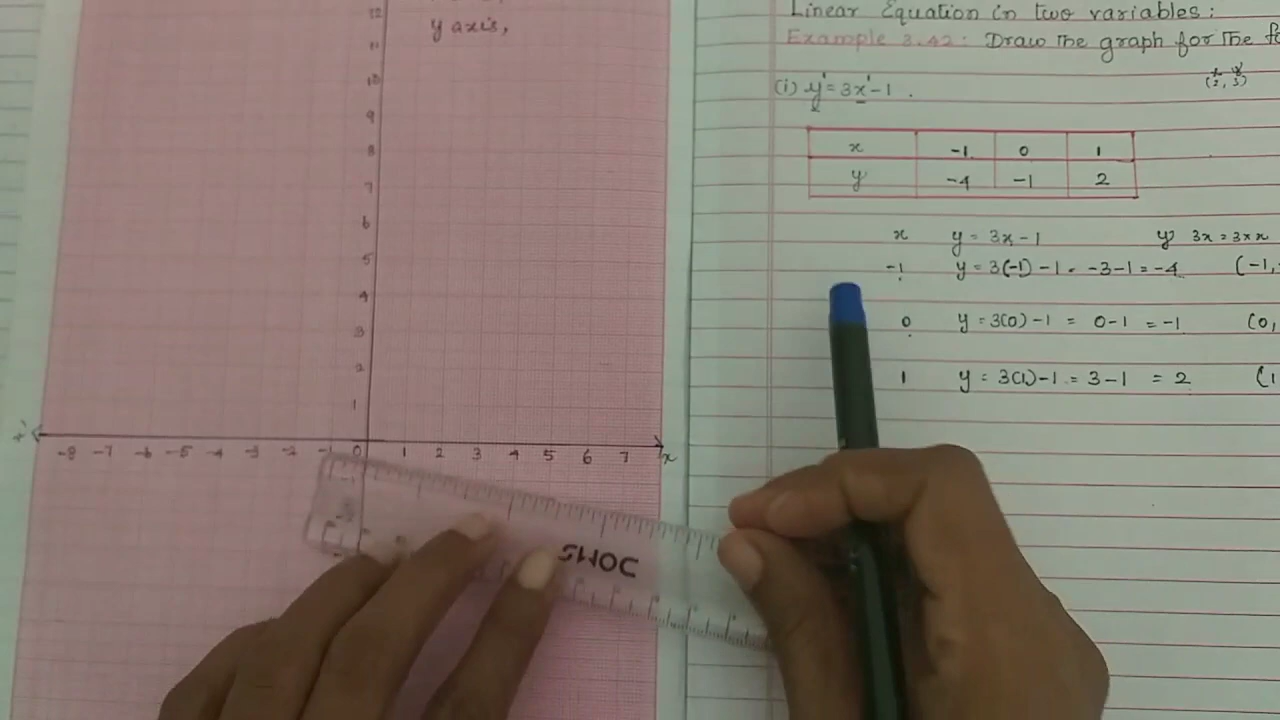 y axis,
12
11
10
9
8
7
6
5
4
3
2
1
-8 -7 -6 -5 -4 -3 -2 -1 0 1 2 3 4 5 6 7 x
x'
DOMS
Linear Equation in two variables:
Example 3.42: Draw the graph for the fo
(i) y = 3x - 1.
x -1 0 1
y -4 -1 2
x y = 3x - 1 3x = 3 × x
-1 y = 3(-1) - 1 = -3 - 1 = -4 (-1,
0 y = 3(0) - 1 = 0 - 1 = -1 (0,
1 y = 3(1) - 1 = 3 - 1 = 2 (1